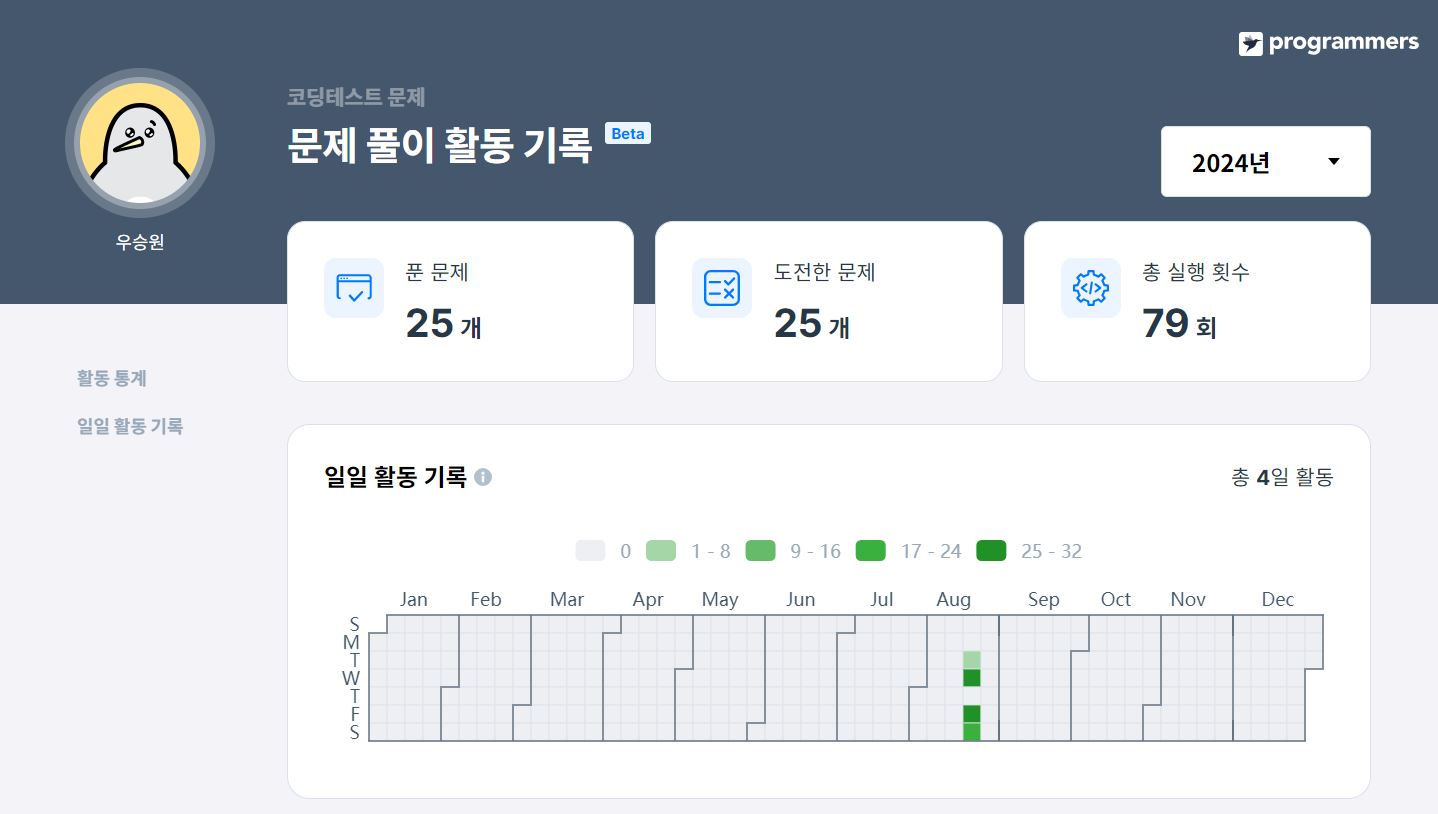 programmers
코딩테스트 문제
문제 풀이 활동 기록 Beta
2024년
우승원
푼 문제
25 개
도전한 문제
25 개
총 실행 횟수
79 회
활동 통계
일일 활동 기록
일일 활동 기록
총 4일 활동
0 1 - 8 9 - 16 17 - 24 25 - 32
Jan Feb Mar Apr May Jun Jul Aug Sep Oct Nov Dec
S
M
T
W
T
F
S